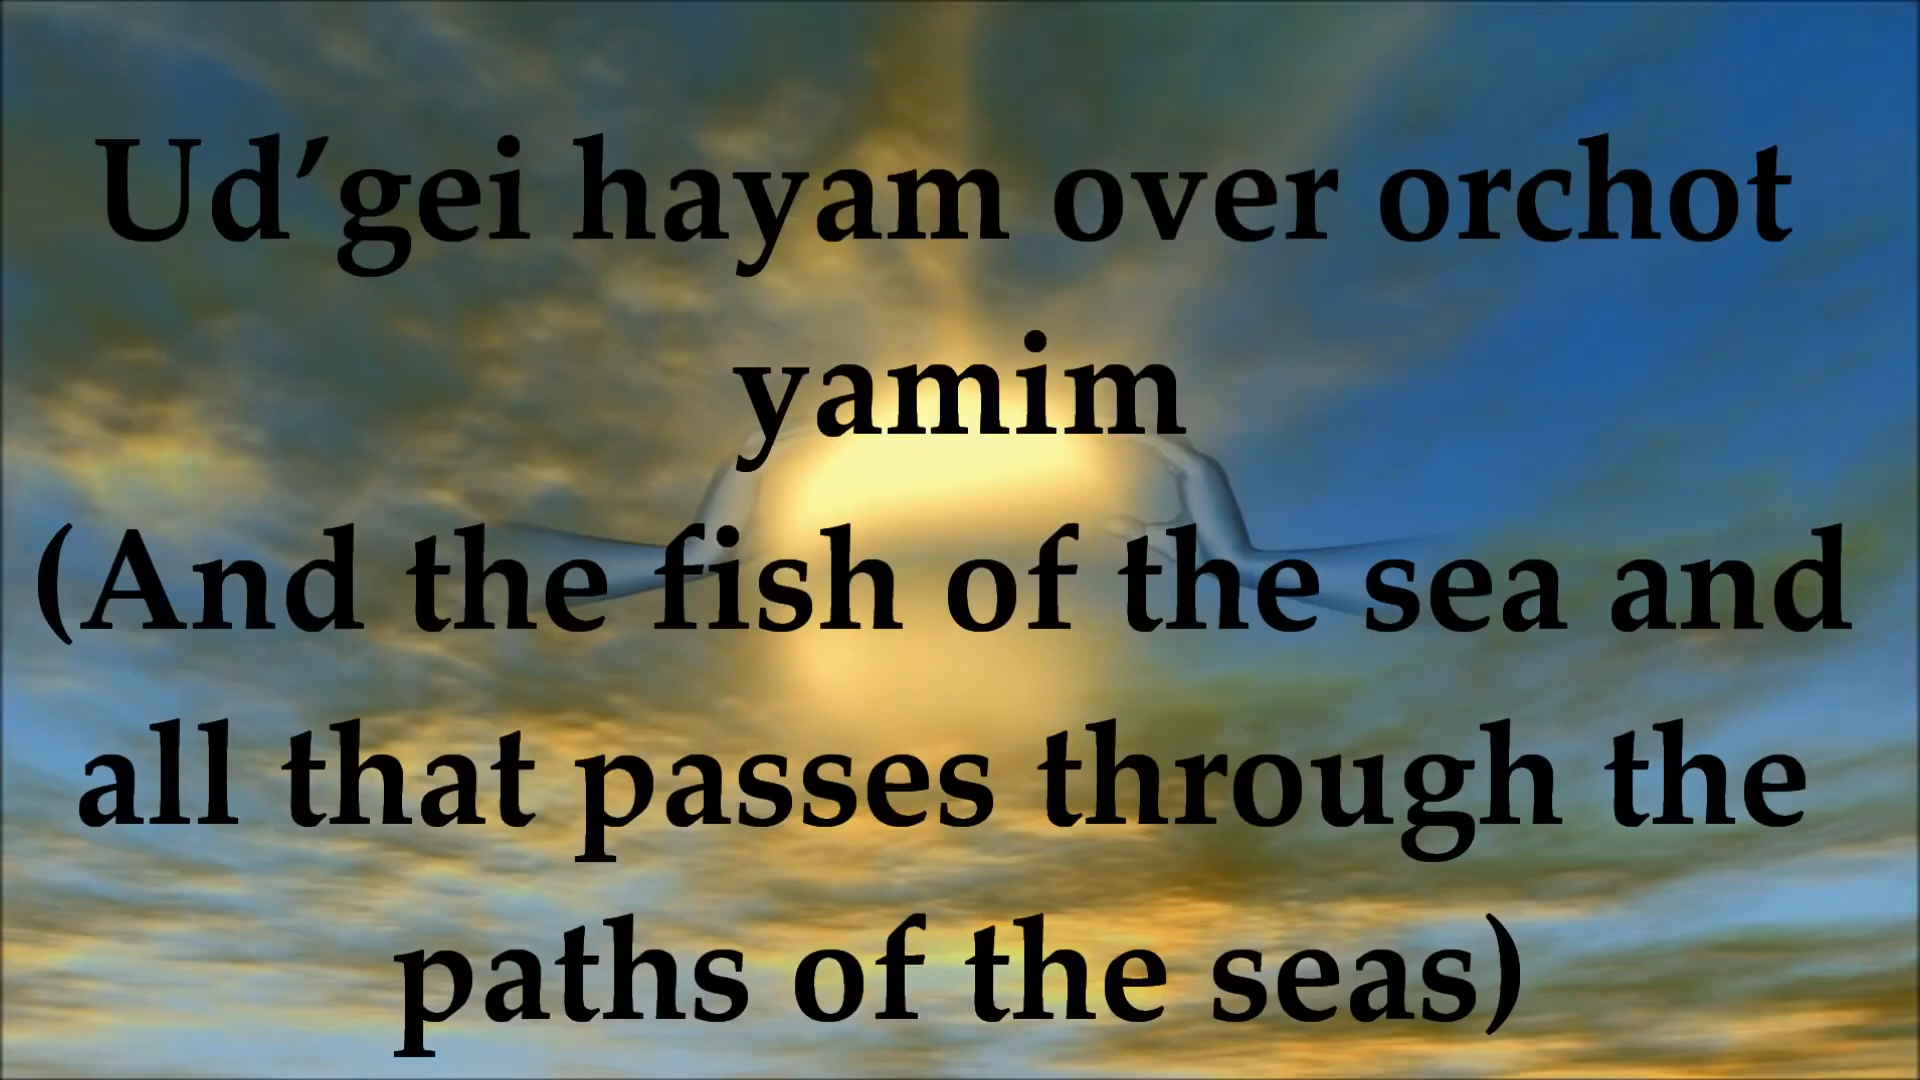 Ud’gei hayam over orchot
yamim
(And the fish of the sea and
all that passes through the
paths of the seas)